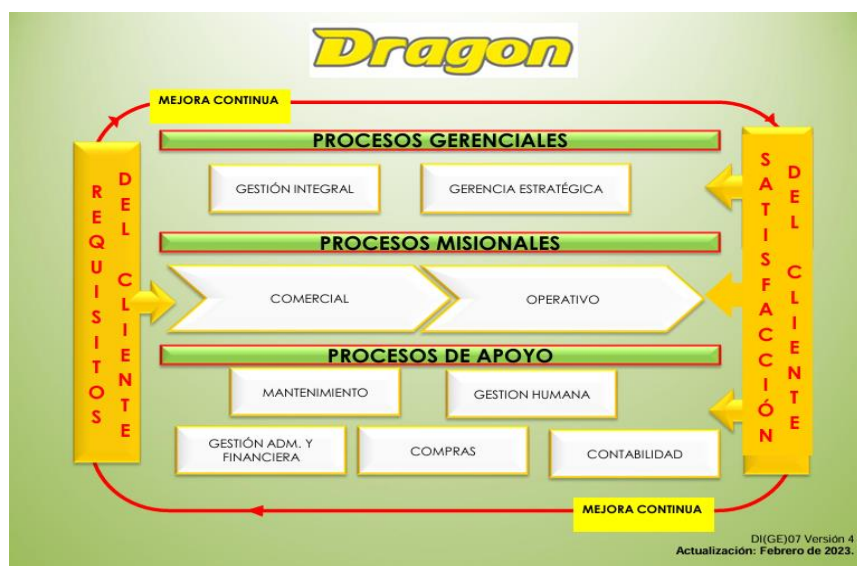 Dragon
MEJORA CONTINUA
PROCESOS GERENCIALES
GESTIÓN INTEGRAL
GERENCIA ESTRATÉGICA
REQUISITOS
DEL CLIENTE
PROCESOS MISIONALES
COMERCIAL
OPERATIVO
SATISFACCIÓN
DEL CLIENTE
PROCESOS DE APOYO
MANTENIMIENTO
GESTION HUMANA
GESTIÓN ADM. Y
FINANCIERA
COMPRAS
CONTABILIDAD
MEJORA CONTINUA
DI(GE)07 Versión 4
Actualización: Febrero de 2023.